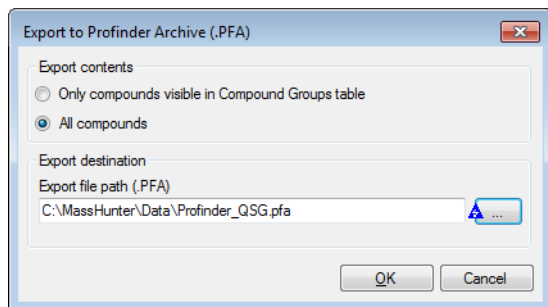 Export to Profinder Archive (.PFA)
Export contents
Only compounds visible in Compound Groups table
All compounds
Export destination
Export file path (.PFA)
C:\MassHunter\Data\Profinder_QSG.pfa
...
OK
Cancel